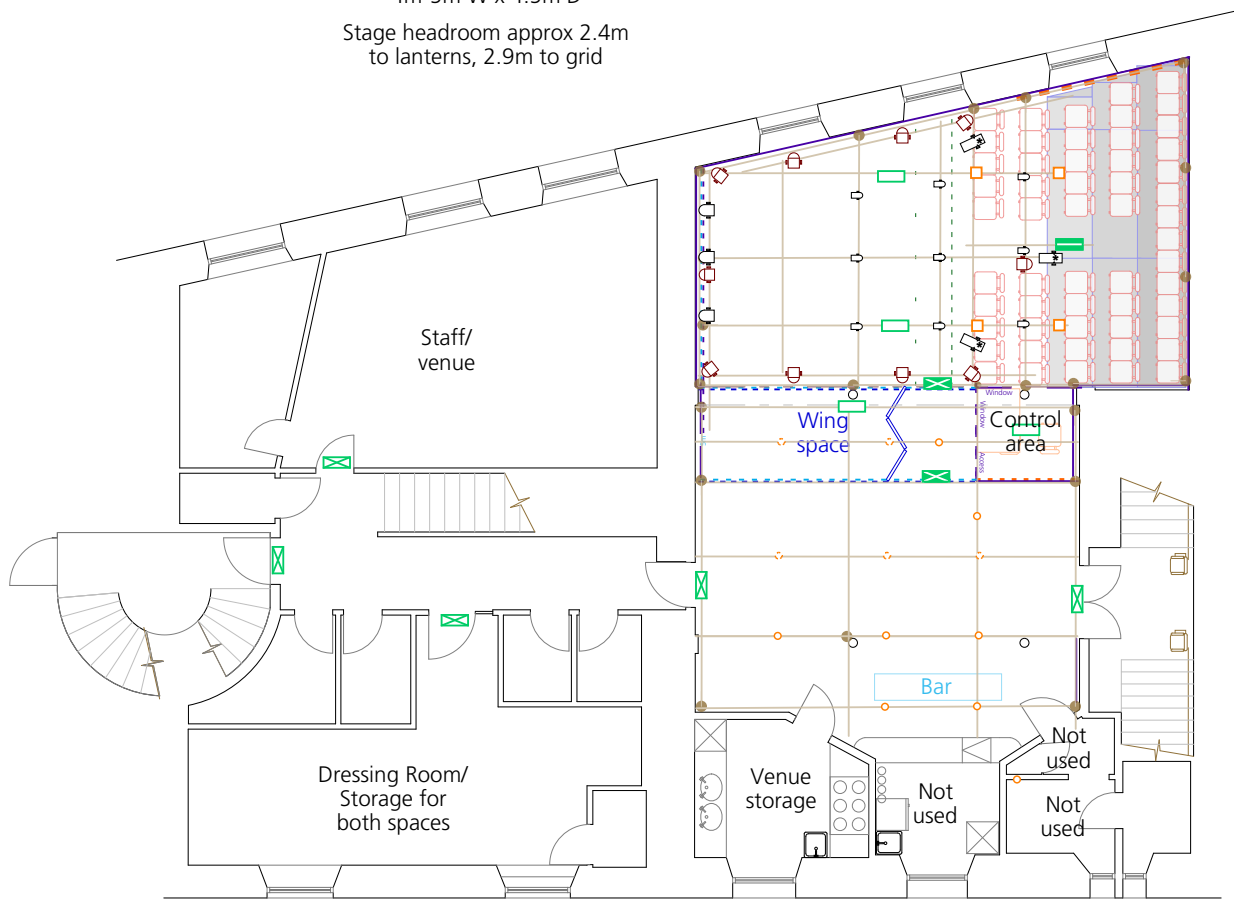 Stage headroom approx 2.4m
to lanterns, 2.9m to grid
Staff/
venue
Window
Wing
space
Window
Control
area
Access
Bar
Dressing Room/
Storage for
both spaces
Venue
storage
Not
used
Not
used
Not
used